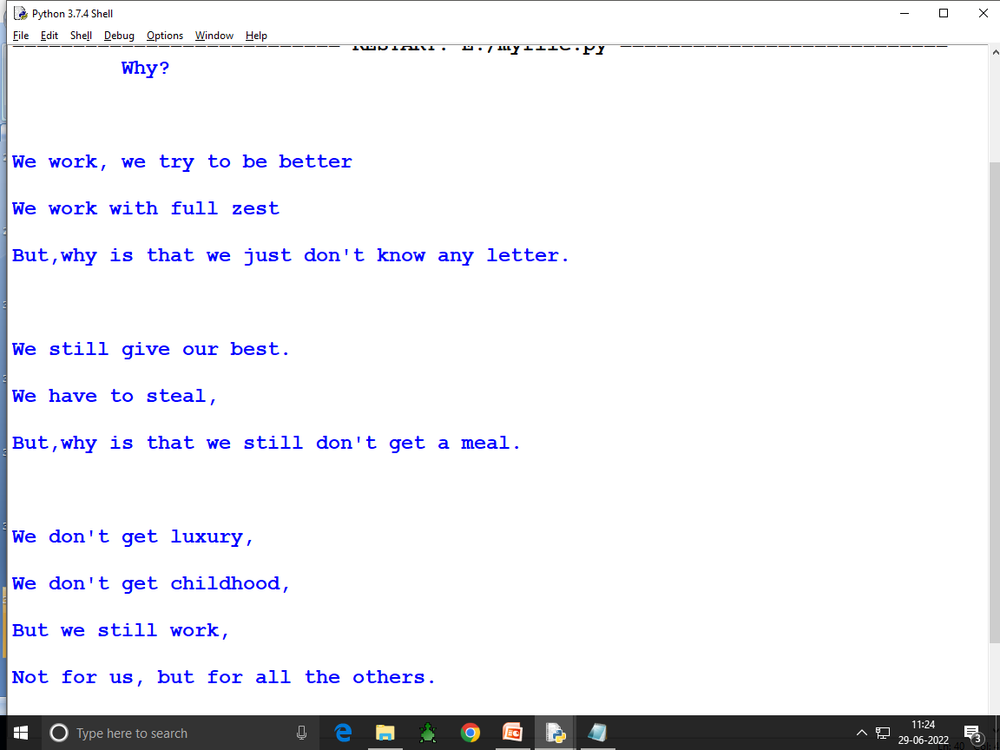 Python 3.7.4 Shell
File Edit Shell Debug Options Window Help
RESTART: E:/myfile.py
Why?
We work, we try to be better
We work with full zest
But,why is that we just don't know any letter.
We still give our best.
We have to steal,
But,why is that we still don't get a meal.
We don't get luxury,
We don't get childhood,
But we still work,
Not for us, but for all the others.
Type here to search
11:24
29-06-2022
3